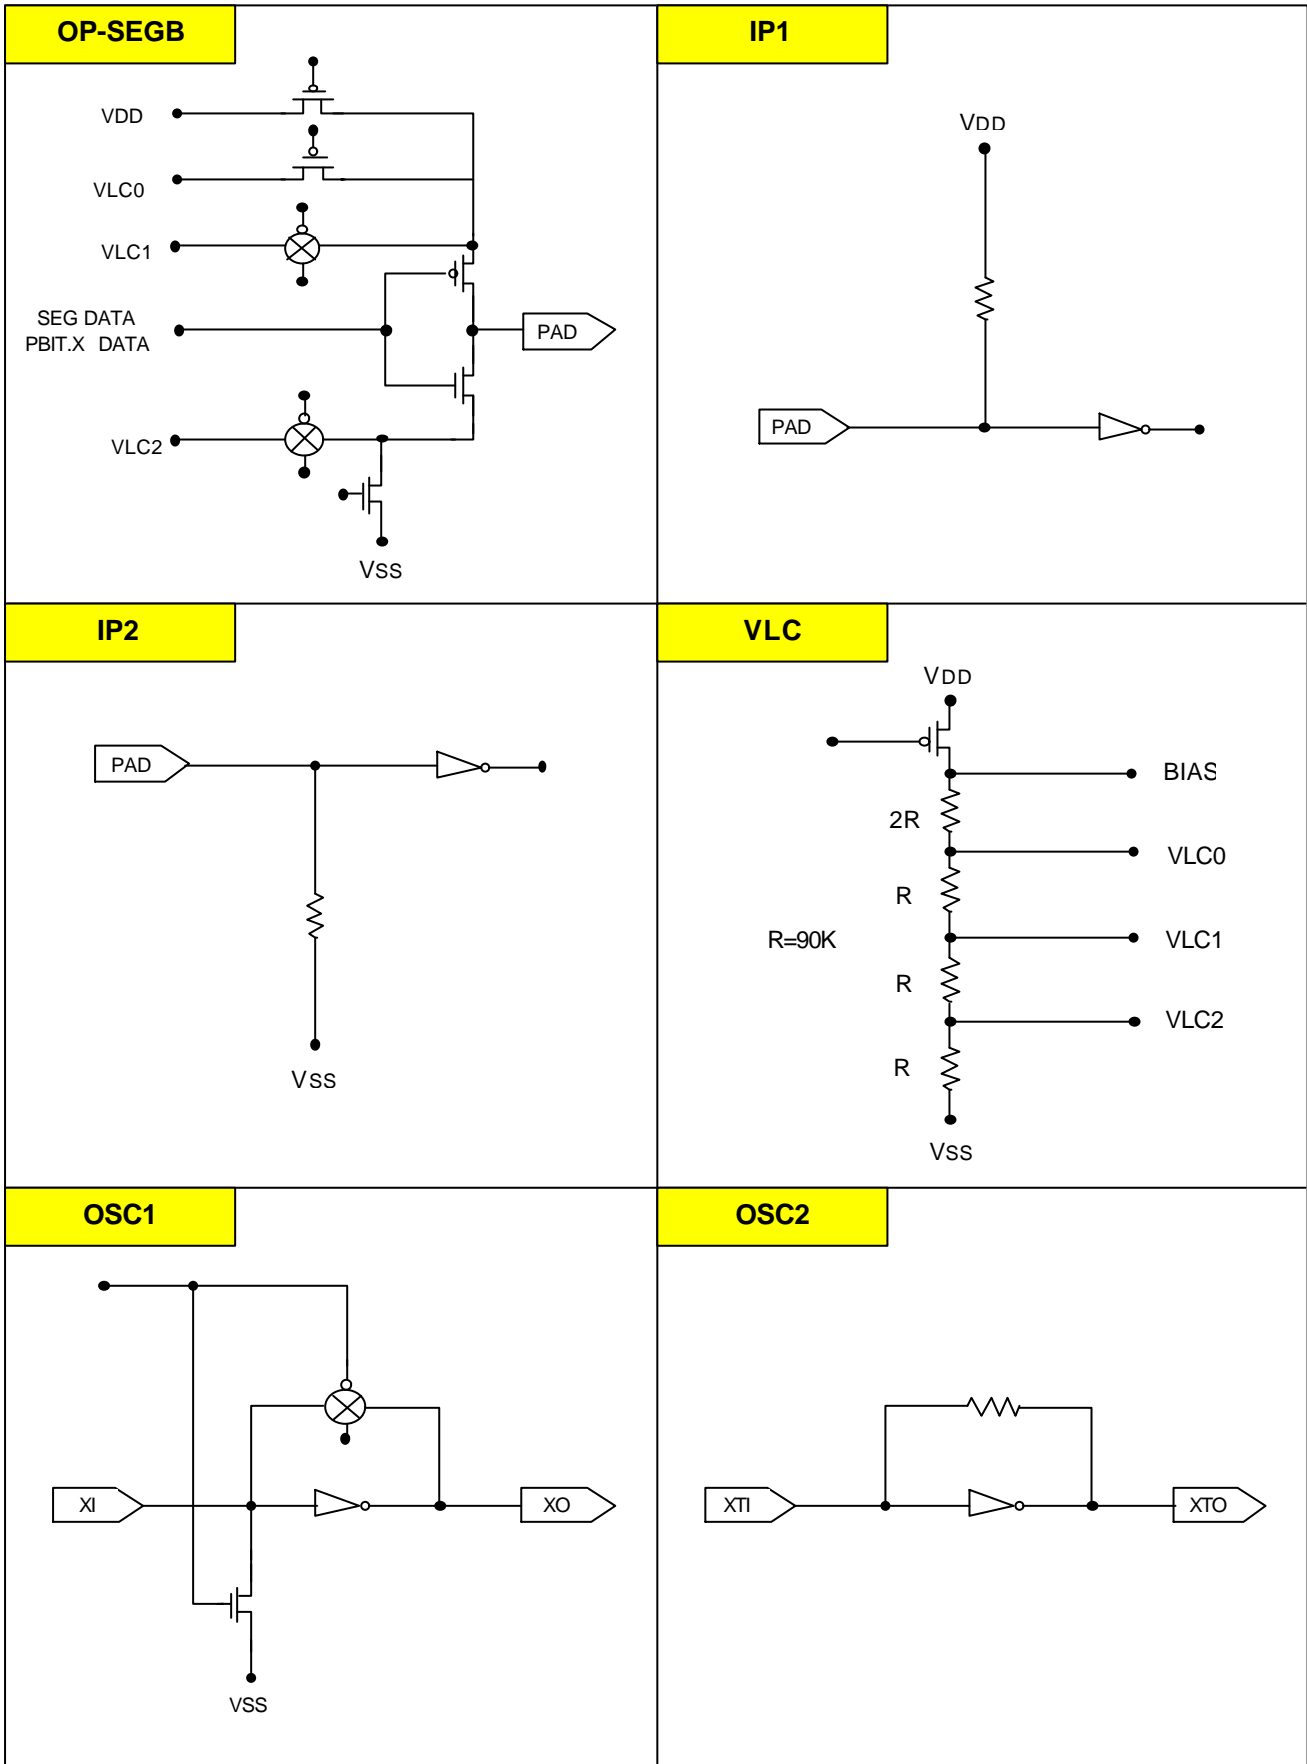 OP-SEGB
VDD
VLC0
VLC1
SEG DATA
PBIT.X DATA
PAD
VLC2
VSS
IP1
VDD
PAD
IP2
PAD
VSS
VLC
VDD
BIAS
2R
VLC0
R
R=90K
VLC1
R
VLC2
R
VSS
OSC1
XI
XO
VSS
OSC2
XTI
XTO